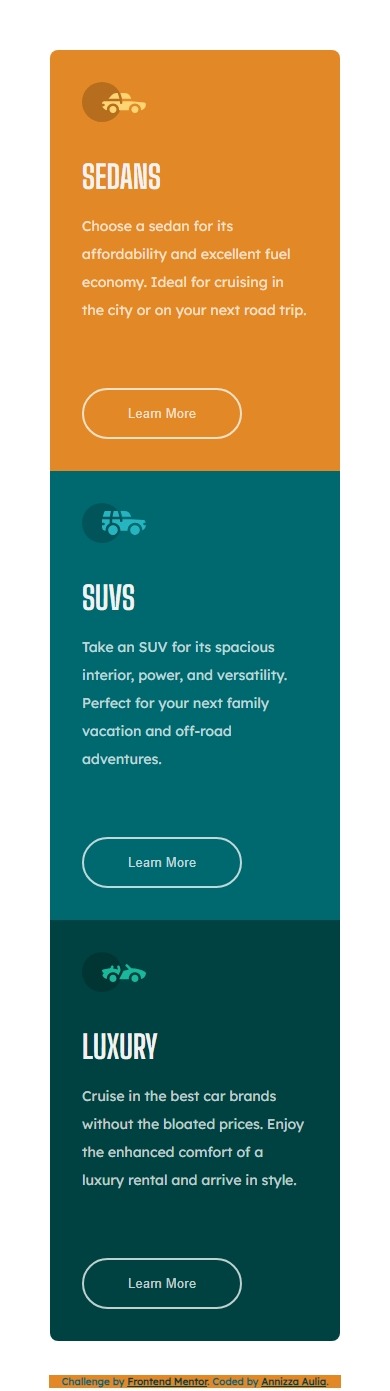 SEDANS
Choose a sedan for its
affordability and excellent fuel
economy. Ideal for cruising in
the city or on your next road trip.
Learn More
SUVS
Take an SUV for its spacious
interior, power, and versatility.
Perfect for your next family
vacation and off-road
adventures.
Learn More
LUXURY
Cruise in the best car brands
without the bloated prices. Enjoy
the enhanced comfort of a
luxury rental and arrive in style.
Learn More
Challenge by Frontend Mentor. Coded by Annizza Aulia.